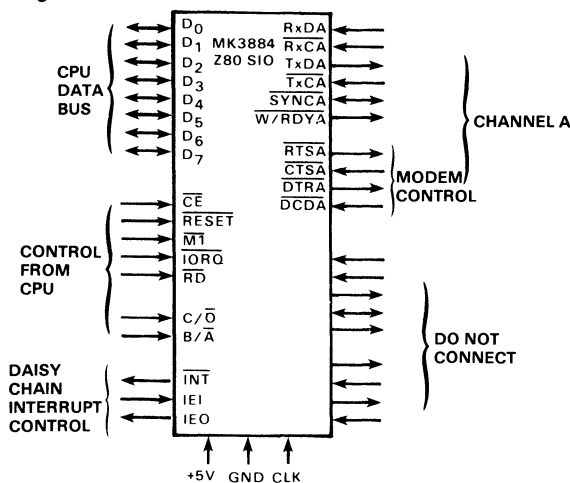 D0
D1
D2
D3
D4
D5
D6
D7
CPU
DATA
BUS
MK3884
Z80 SIO
RxDA
RxCA
TxDA
TxCA
SYNCA
W/RDYA
CHANNEL A
RTSA
CTSA
DTRA
DCDA
MODEM
CONTROL
CE
RESET
M1
IORQ
RD
C/D
B/A
CONTROL
FROM
CPU
DO NOT
CONNECT
DAISY
CHAIN
INTERRUPT
CONTROL
INT
IEI
IEO
+5V GND CLK